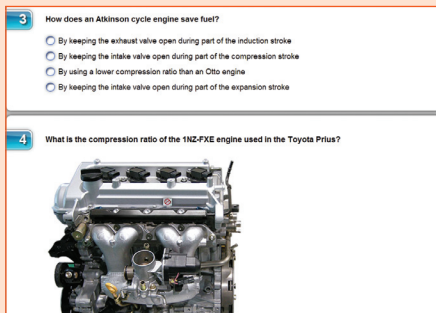 3 How does an Atkinson cycle engine save fuel?
By keeping the exhaust valve open during part of the induction stroke
By keeping the intake valve open during part of the compression stroke
By using a lower compression ratio than an Otto engine
By keeping the intake valve open during part of the expansion stroke
4 What is the compression ratio of the 1NZ-FXE engine used in the Toyota Prius?